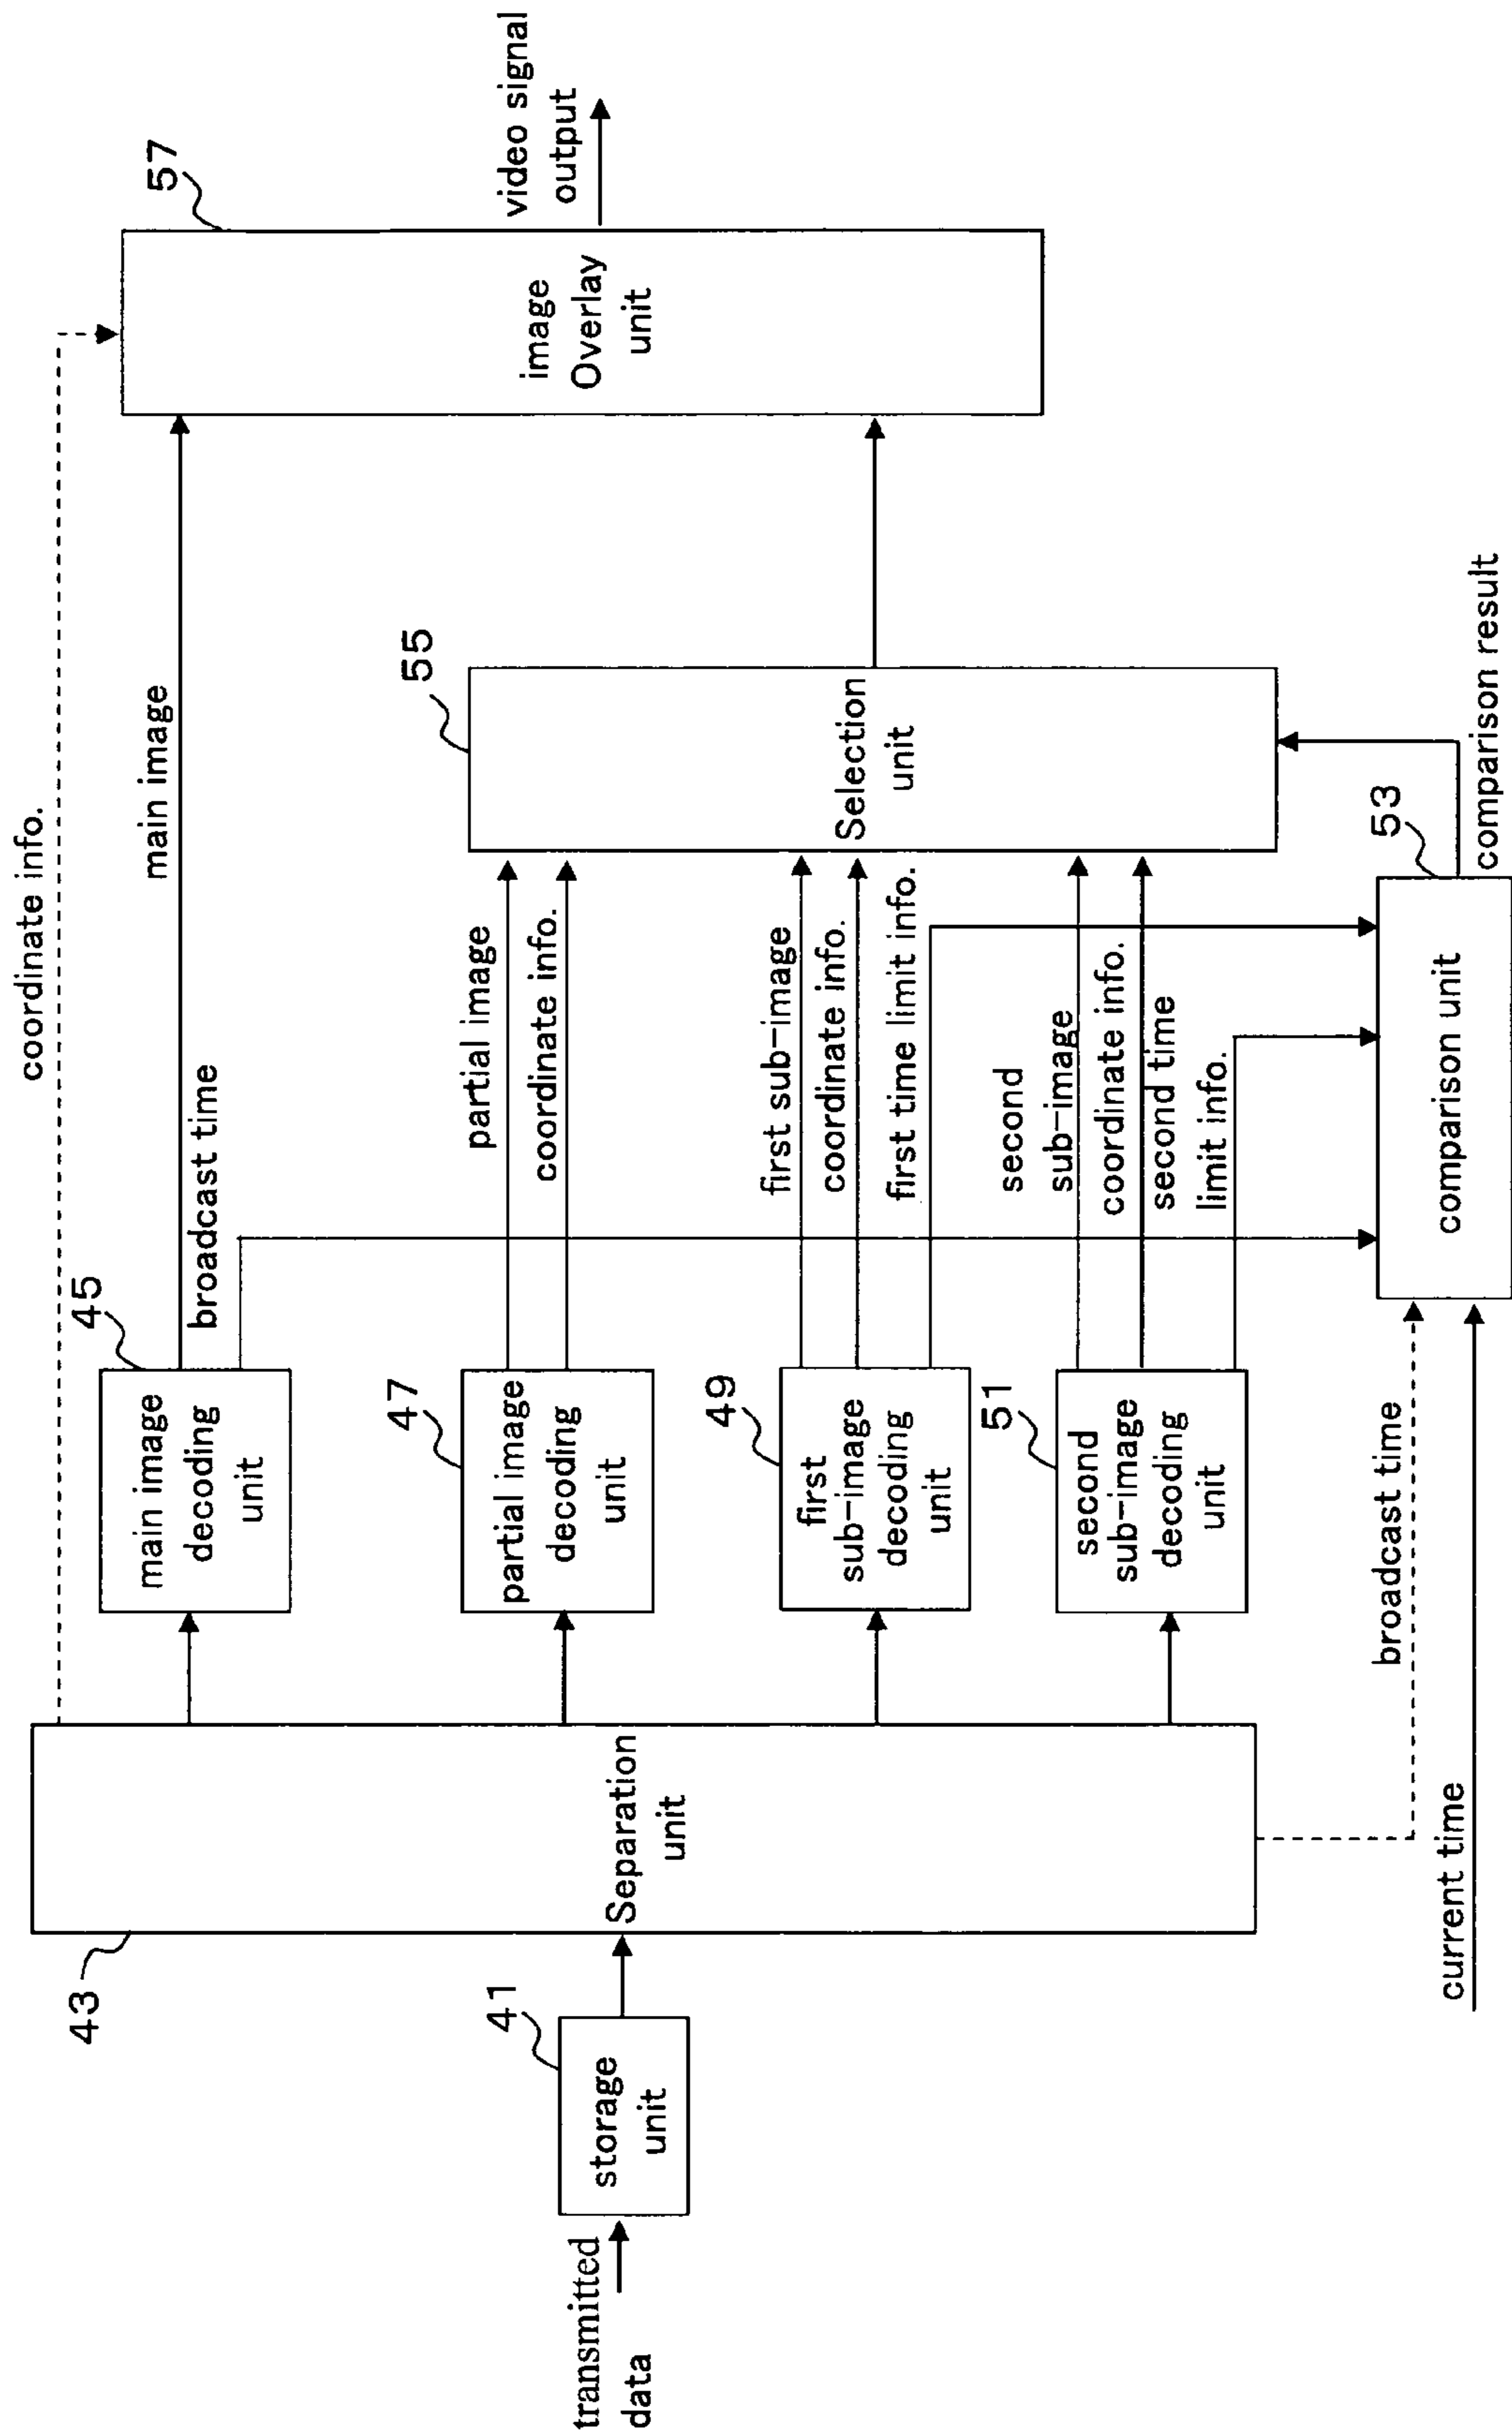 coordinate info.
main image
57
video signal
output
image
Overlay
unit
45
broadcast time
main image
decoding
unit
43
Separation
unit
41
storage
unit
transmitted
data
47
partial image
decoding
unit
partial image
coordinate info.
55
Selection
unit
49
first
sub-image
decoding
unit
first sub-image
coordinate info.
first time limit info.
51
second
sub-image
decoding
unit
second
sub-image
coordinate info.
second time
limit info.
53
comparison unit
comparison result
broadcast time
current time